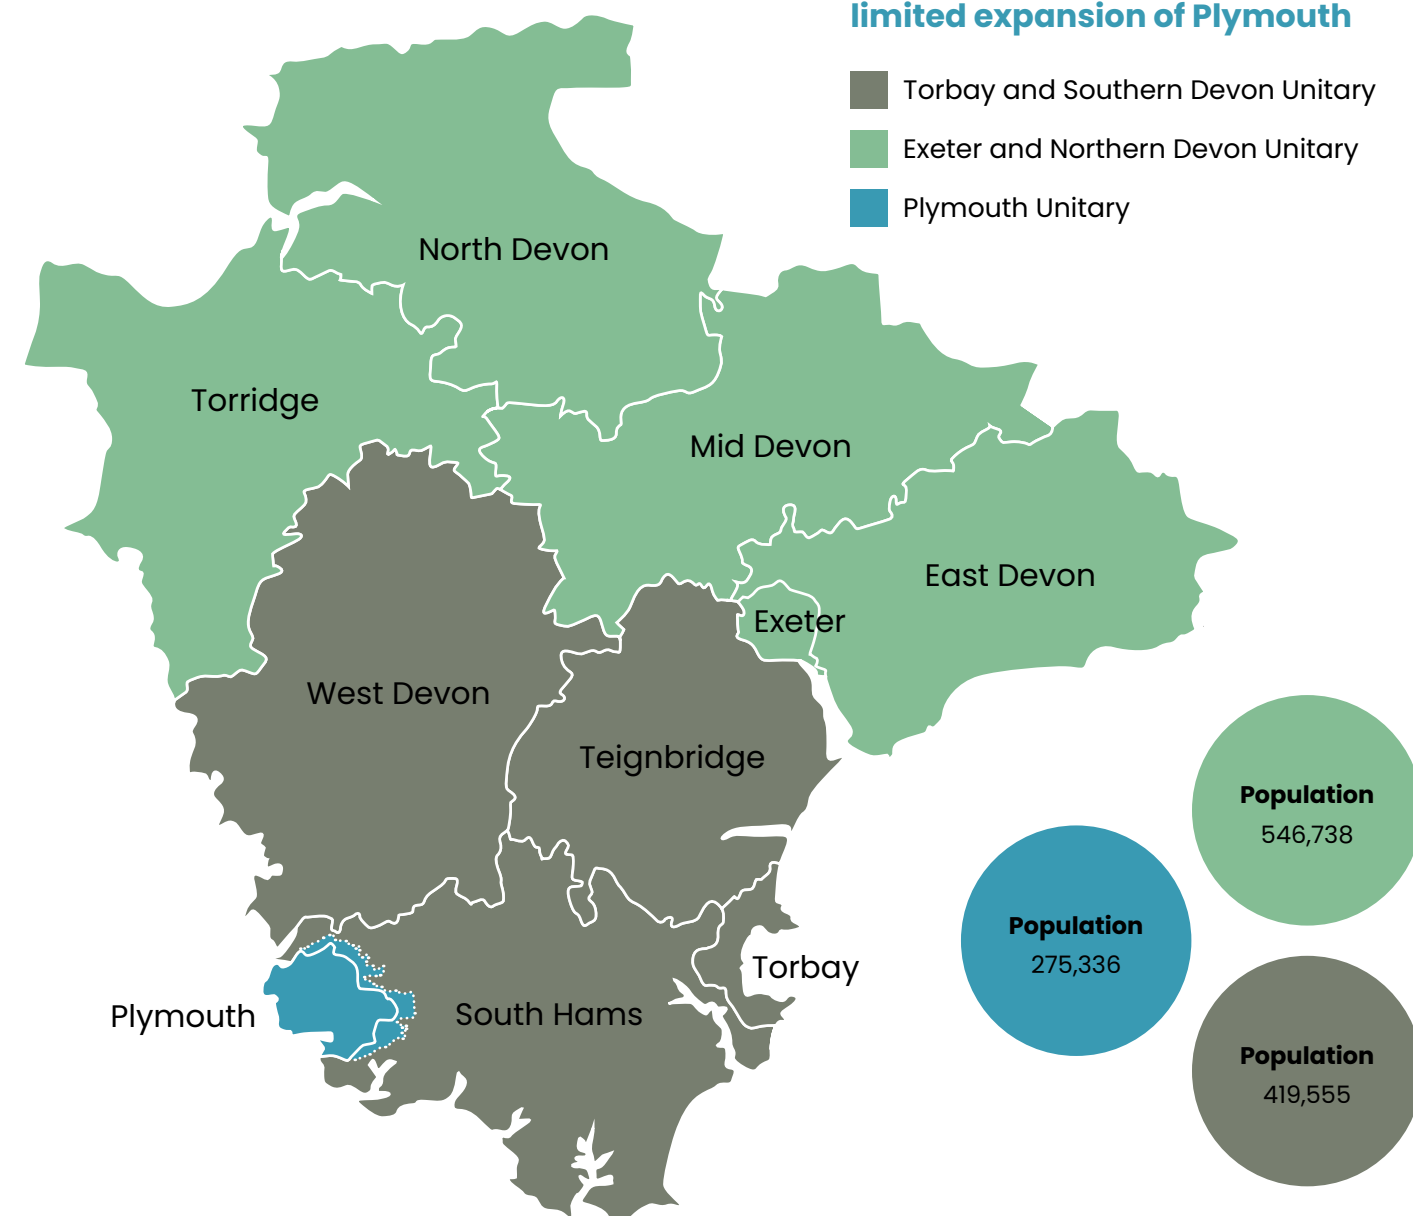 limited expansion of Plymouth
Torbay and Southern Devon Unitary
Exeter and Northern Devon Unitary
Plymouth Unitary
North Devon
Torridge
Mid Devon
East Devon
Exeter
West Devon
Teignbridge
Torbay
Plymouth
South Hams
Population
546,738
Population
275,336
Population
419,555